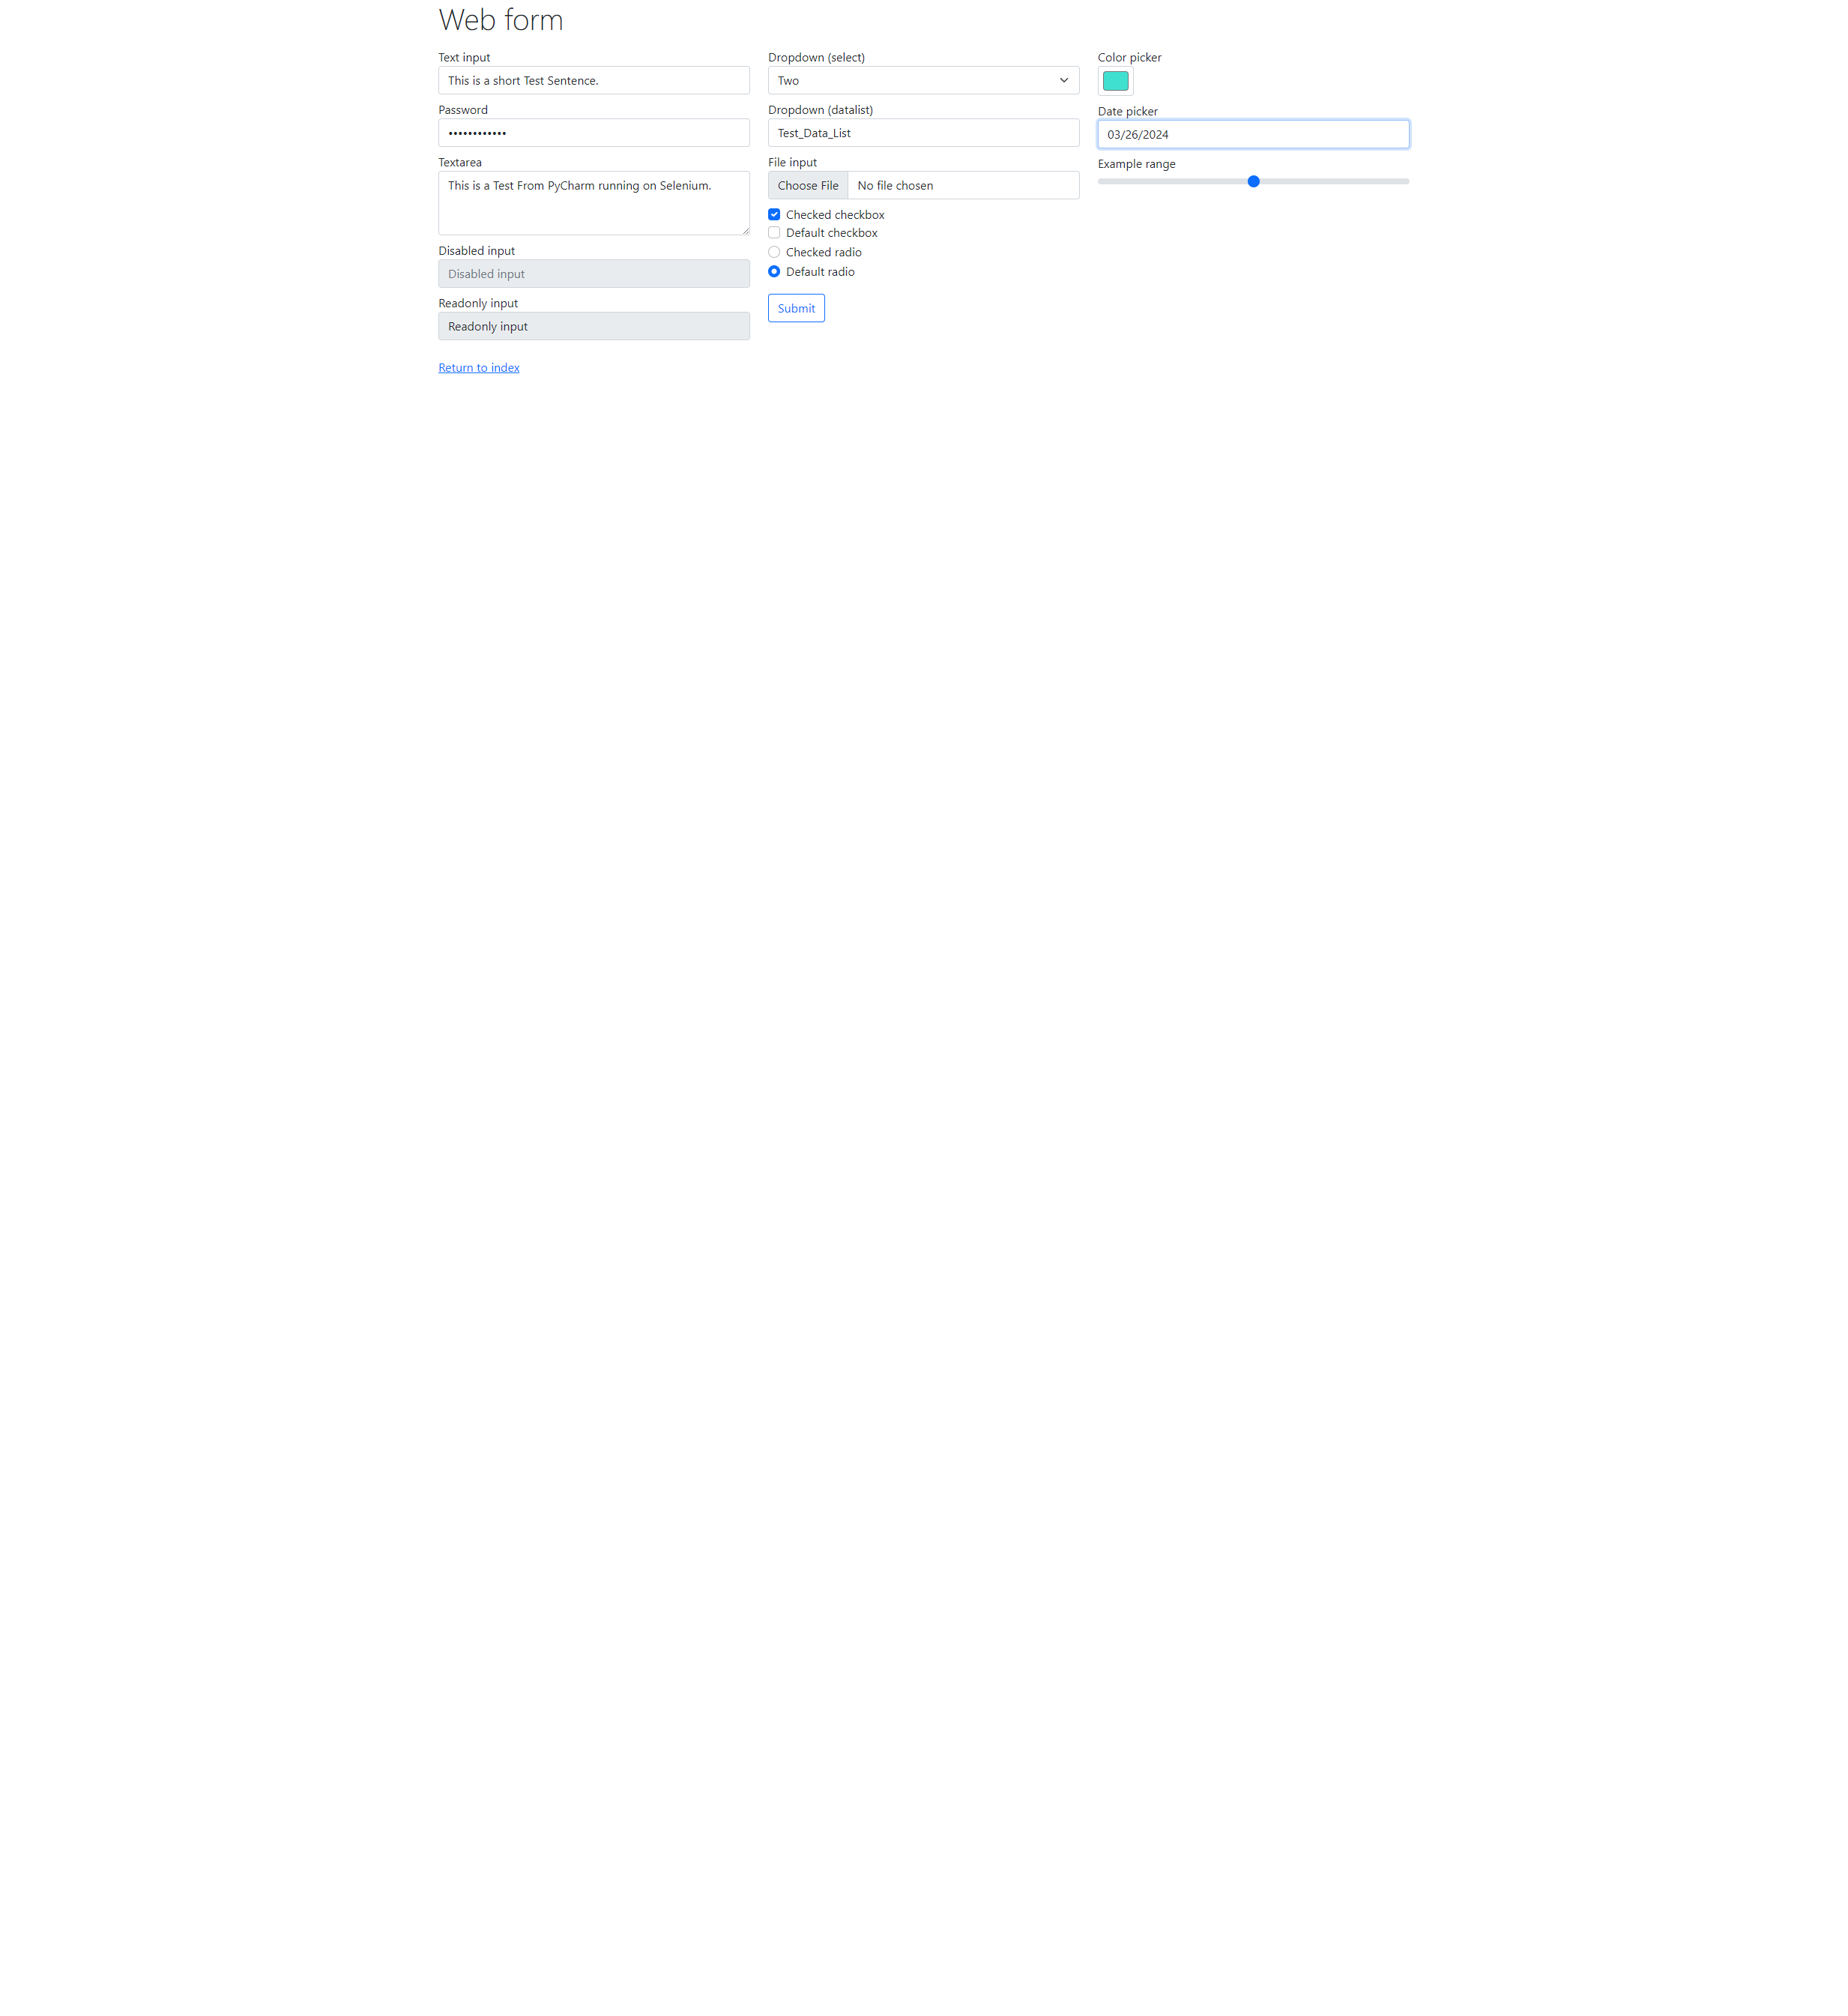 Web form
Text input
This is a short Test Sentence.
Password
••••••••••••
Textarea
This is a Test From PyCharm running on Selenium.
Disabled input
Disabled input
Readonly input
Readonly input
Return to index
Dropdown (select)
Two
Dropdown (datalist)
Test_Data_List
File input
Choose File No file chosen
Checked checkbox
Default checkbox
Checked radio
Default radio
Submit
Color picker
Date picker
03/26/2024
Example range